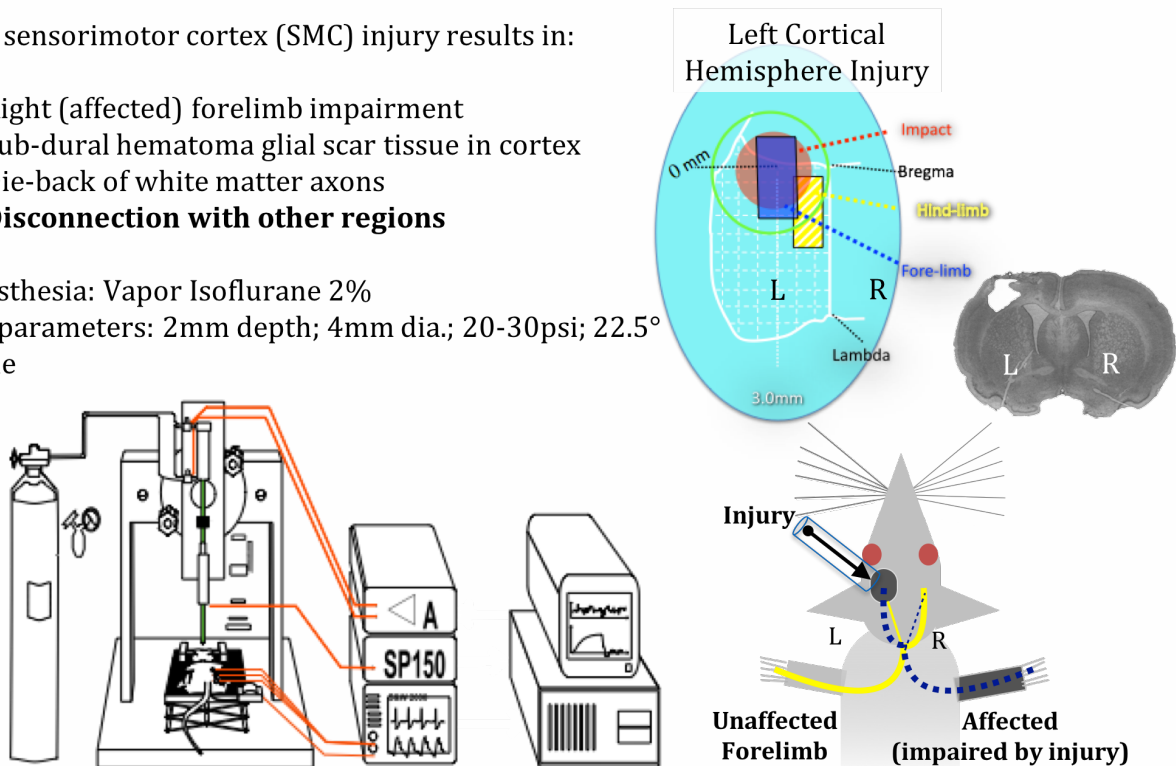 sensorimotor cortex (SMC) injury results in:
ight (affected) forelimb impairment
ub-dural hematoma glial scar tissue in cortex
ie-back of white matter axons
isconnection with other regions
sthesia: Vapor Isoflurane 2%
parameters: 2mm depth; 4mm dia.; 20-30psi; 22.5°
e
Left Cortical
Hemisphere Injury
Impact
0 mm
Bregma
Hind-limb
Fore-limb
L
R
Lambda
3.0mm
L
R
A
SP150
Injury
L
R
Unaffected
Forelimb
Affected
(impaired by injury)